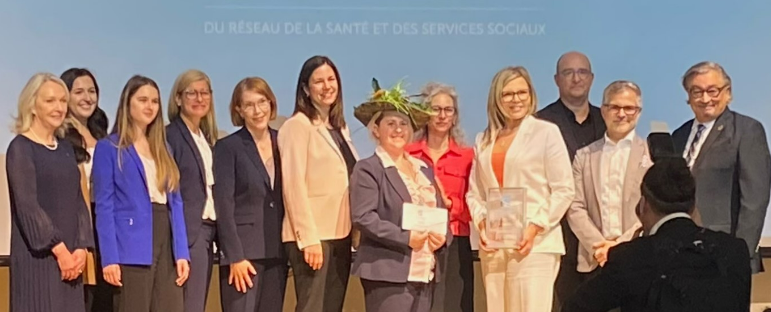 DU RÉSEAU DE LA SANTÉ ET DES SERVICES SOCIAUX